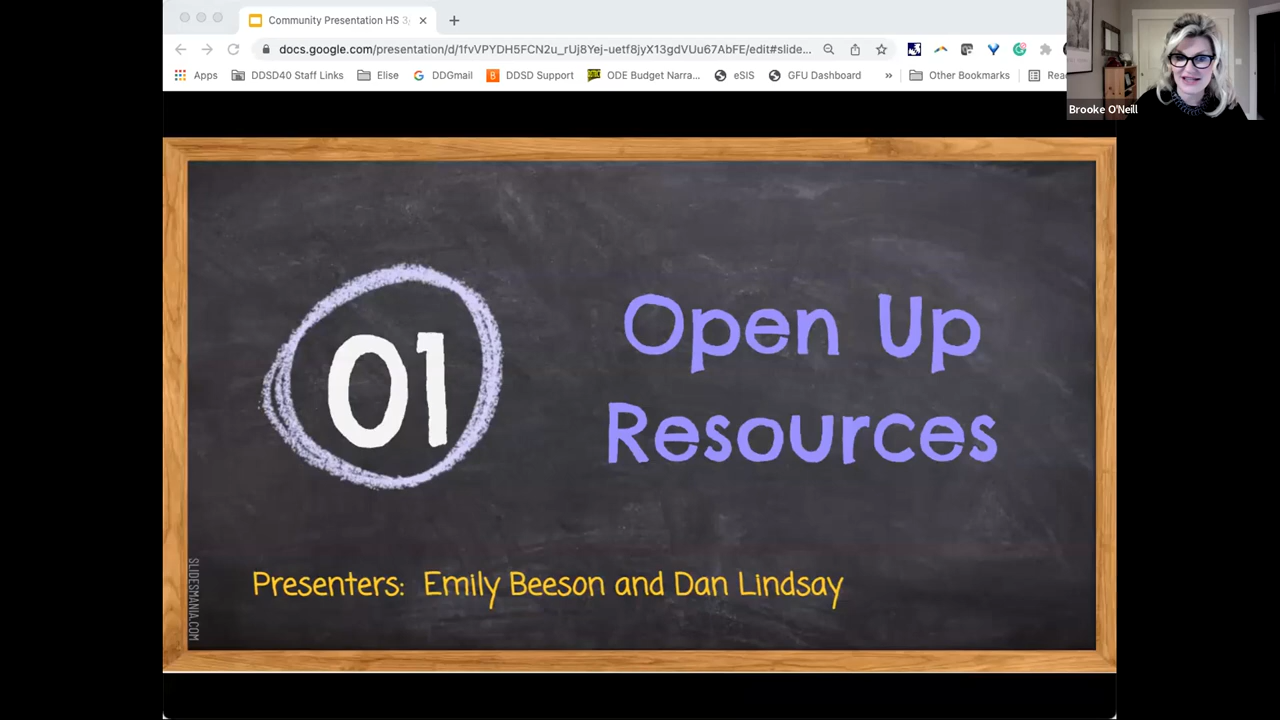 Community Presentation HS 3
docs.google.com/presentation/d/1fvVPYDH5FCN2u_rUj8Yej-uetf8jyX13gdVUu67AbFE/edit#slide...
Apps DDSD40 Staff Links Elise DDGmail DDSD Support ODE Budget Narra... eSIS GFU Dashboard » Other Bookmarks Rea
Brooke O'Neill
01
Open Up
Resources
Presenters: Emily Beeson and Dan Lindsay
SLIDESMANIA.COM